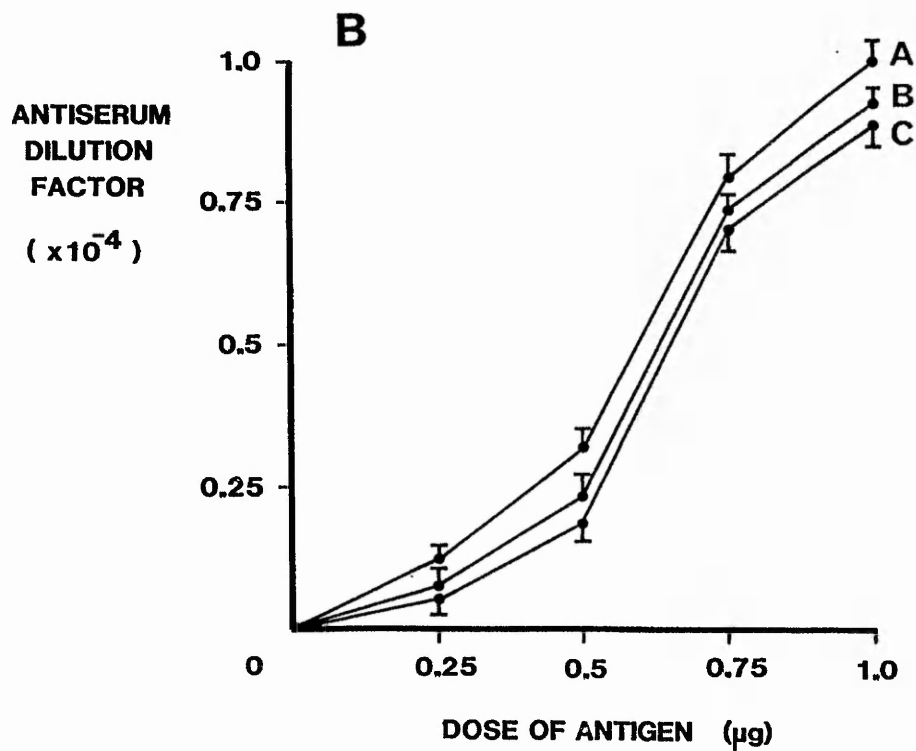 B
ANTISERUM
DILUTION
FACTOR
( x10⁻⁴ )
1.0
0.75
0.5
0.25
0
0.25
0.5
0.75
1.0
A
B
C
DOSE OF ANTIGEN (µg)